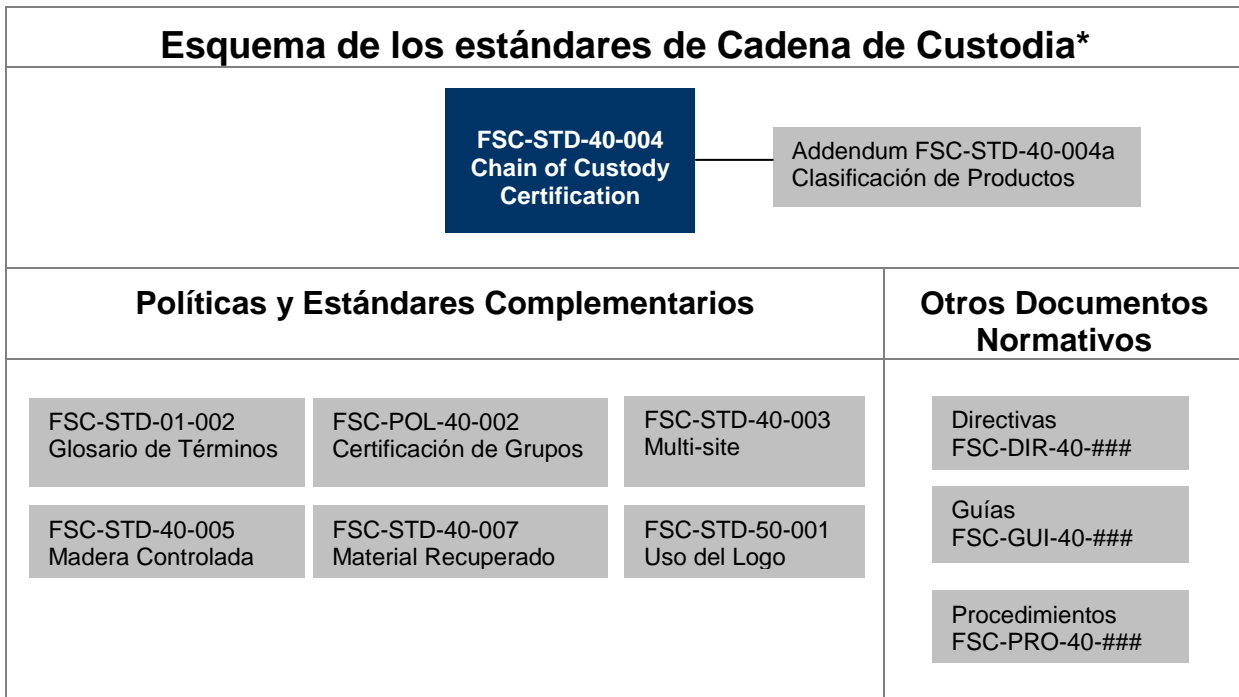 Esquema de los estándares de Cadena de Custodia*
FSC-STD-40-004
Chain of Custody
Certification
Addendum FSC-STD-40-004a
Clasificación de Productos
Políticas y Estándares Complementarios
Otros Documentos
Normativos
FSC-STD-01-002
Glosario de Términos
FSC-POL-40-002
Certificación de Grupos
FSC-STD-40-003
Multi-site
FSC-STD-40-005
Madera Controlada
FSC-STD-40-007
Material Recuperado
FSC-STD-50-001
Uso del Logo
Directivas
FSC-DIR-40-###
Guías
FSC-GUI-40-###
Procedimientos
FSC-PRO-40-###